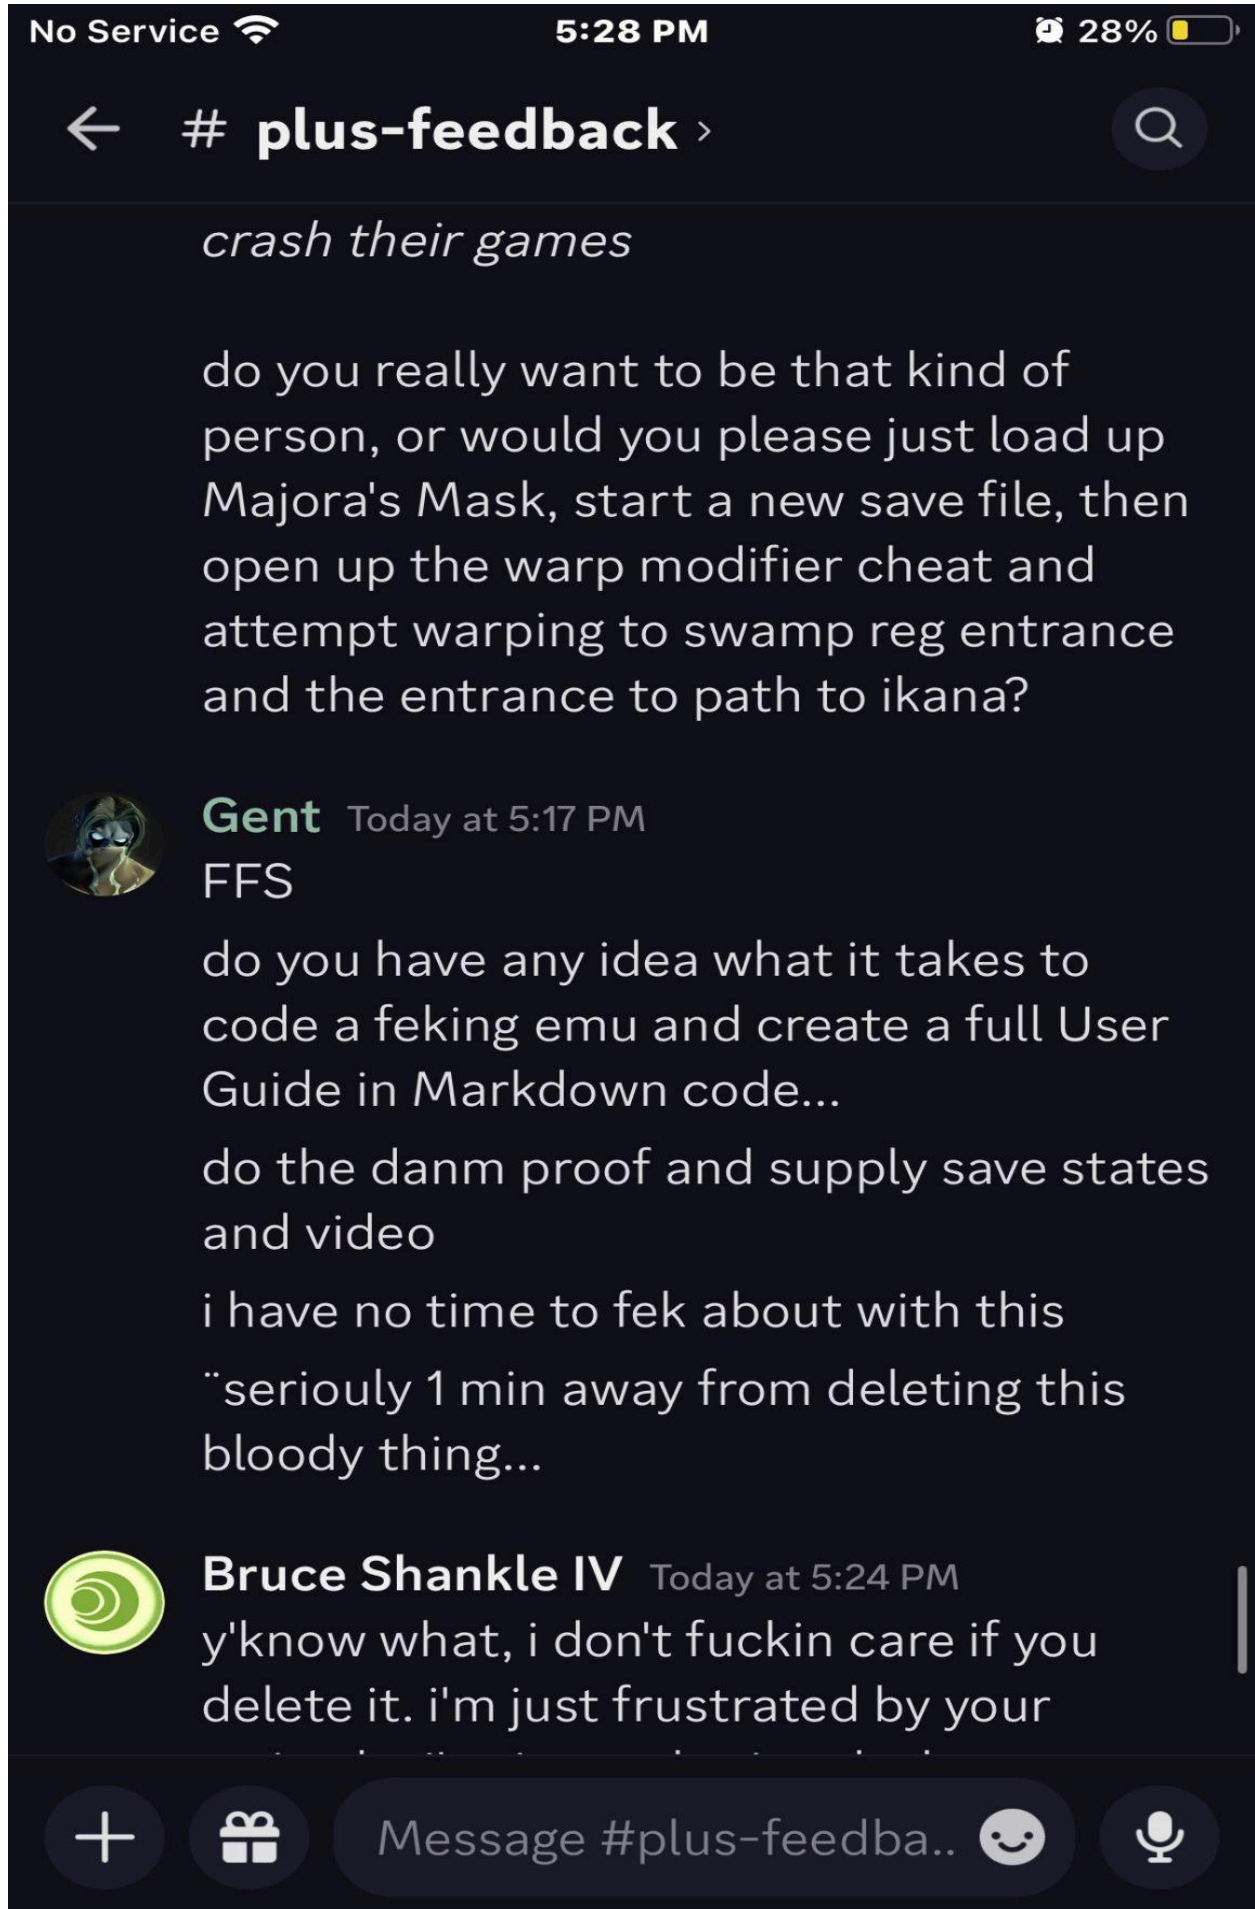 No Service 5:28 PM 28%
# plus-feedback ›
crash their games
do you really want to be that kind of
person, or would you please just load up
Majora's Mask, start a new save file, then
open up the warp modifier cheat and
attempt warping to swamp reg entrance
and the entrance to path to ikana?
Gent Today at 5:17 PM
FFS
do you have any idea what it takes to
code a feking emu and create a full User
Guide in Markdown code...
do the danm proof and supply save states
and video
i have no time to fek about with this
¨seriouly 1 min away from deleting this
bloody thing...
Bruce Shankle IV Today at 5:24 PM
y'know what, i don't fuckin care if you
delete it. i'm just frustrated by your
Message #plus-feedba..